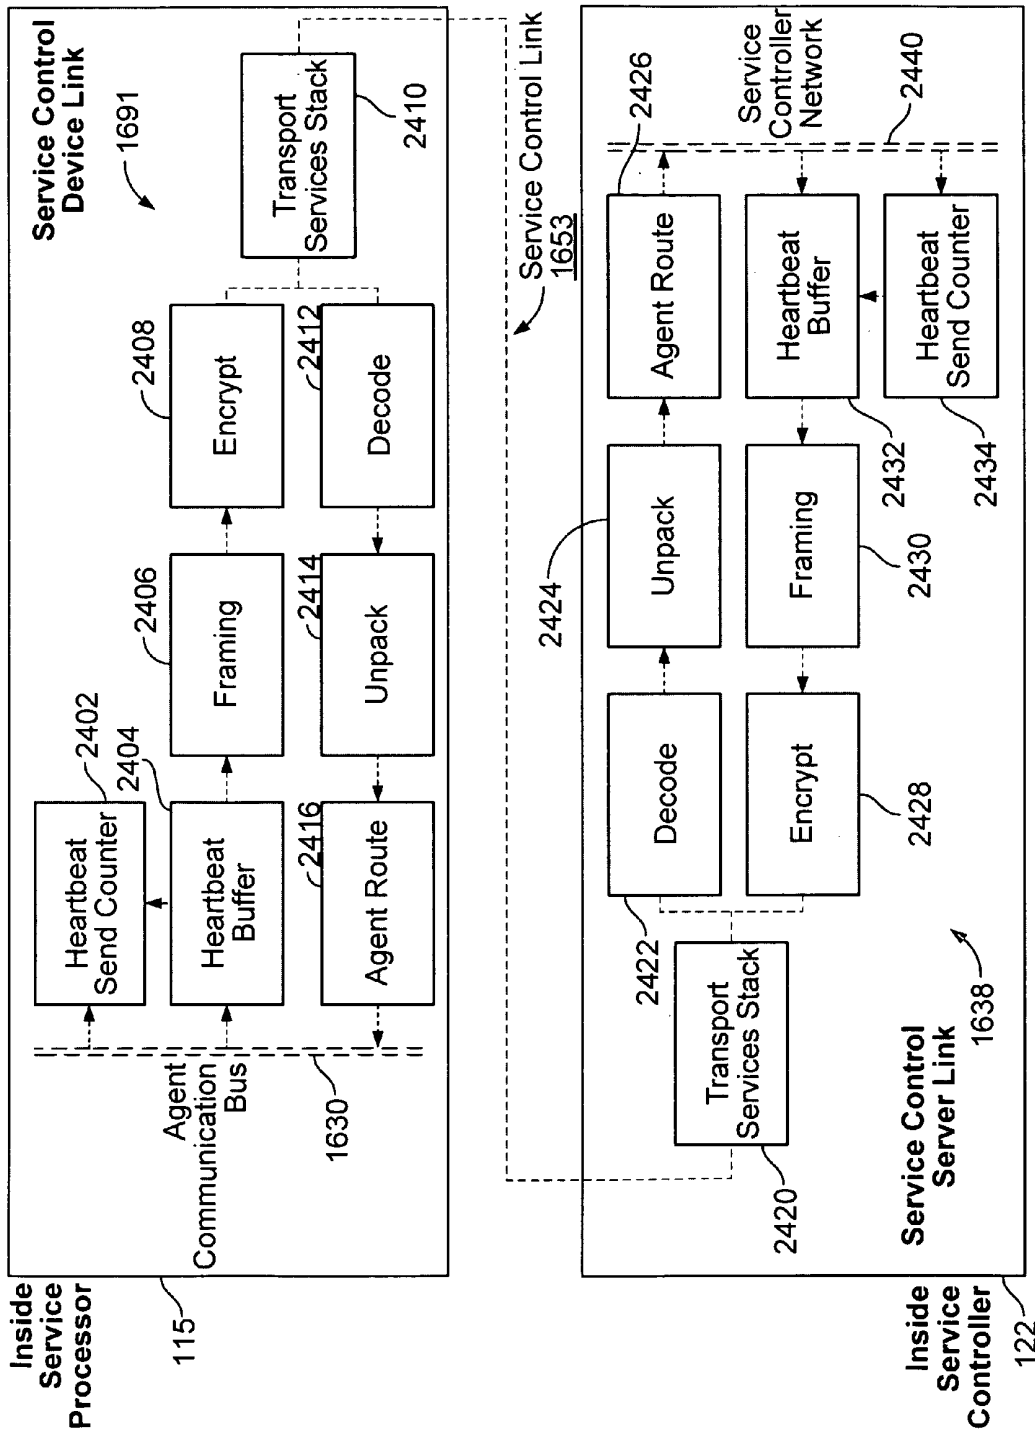 Inside
Service
Processor
115
Service Control
Device Link
1691
Agent
Communication
Bus
1630
Heartbeat
Send Counter
2402
Heartbeat
Buffer
2404
Framing
2406
Encrypt
2408
Transport
Services Stack
2410
Decode
2412
Unpack
2414
Agent Route
2416
Service Control Link
1653
Inside
Service
Controller
122
Service Control
Server Link
1638
Transport
Services Stack
2420
Decode
2422
Unpack
2424
Agent Route
2426
Encrypt
2428
Framing
2430
Heartbeat
Buffer
2432
Heartbeat
Send Counter
2434
Service
Controller
Network
2440